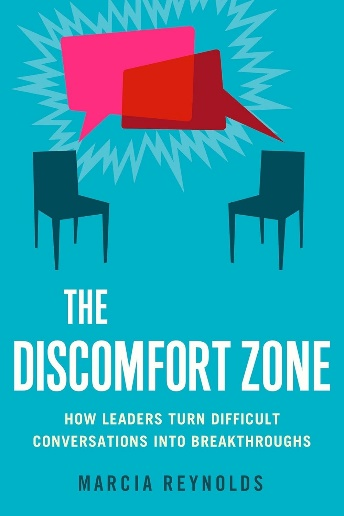 THE
DISCOMFORT ZONE
HOW LEADERS TURN DIFFICULT
CONVERSATIONS INTO BREAKTHROUGHS
MARCIA REYNOLDS